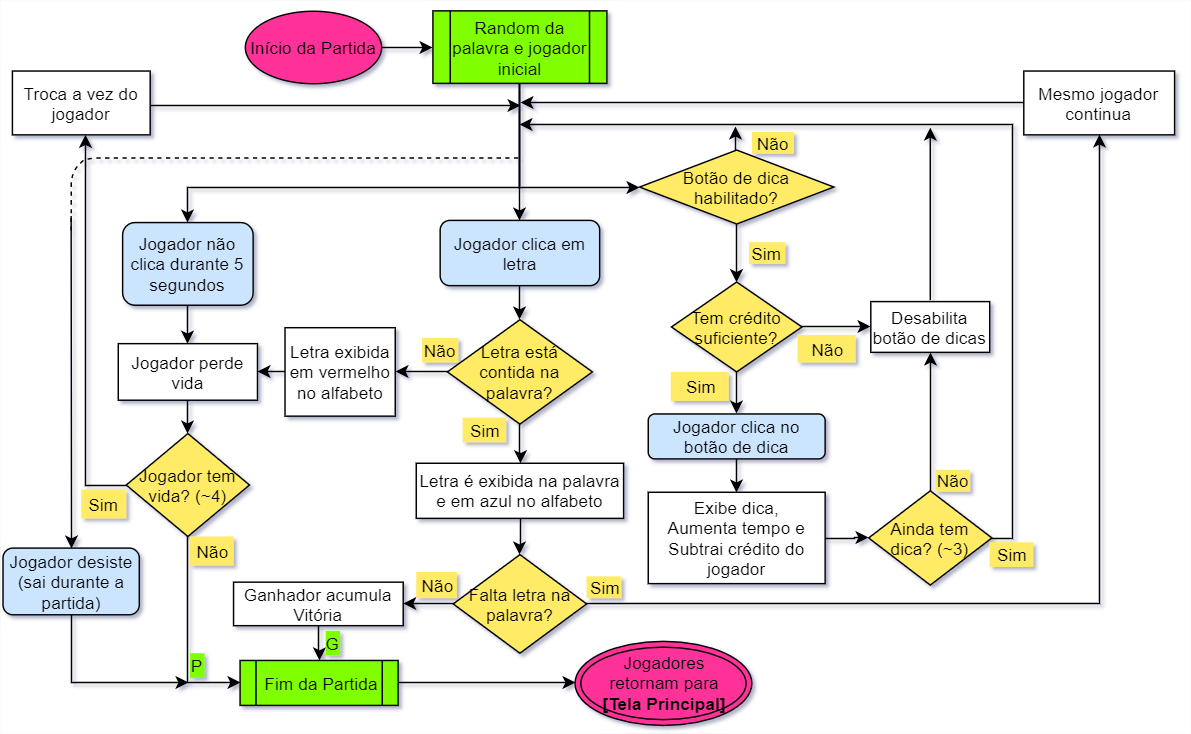 Início da Partida
Random da
palavra e jogador
inicial
Troca a vez do
jogador
Mesmo jogador
continua
Não
Botão de dica
habilitado?
Sim
Jogador não
clica durante 5
segundos
Jogador clica em
letra
Tem crédito
suficiente?
Não
Desabilita
botão de dicas
Jogador perde
vida
Letra exibida
em vermelho
no alfabeto
Não
Letra está
contida na
palavra?
Sim
Sim
Jogador clica no
botão de dica
Jogador tem
vida? (~4)
Sim
Não
Letra é exibida na palavra
e em azul no alfabeto
Exibe dica,
Aumenta tempo e
Subtrai crédito do
jogador
Não
Ainda tem
dica? (~3)
Sim
Jogador desiste
(sai durante a
partida)
Ganhador acumula
Vitória
Não
Falta letra na
palavra?
Sim
G
P
Fim da Partida
Jogadores
retornam para
[Tela Principal]